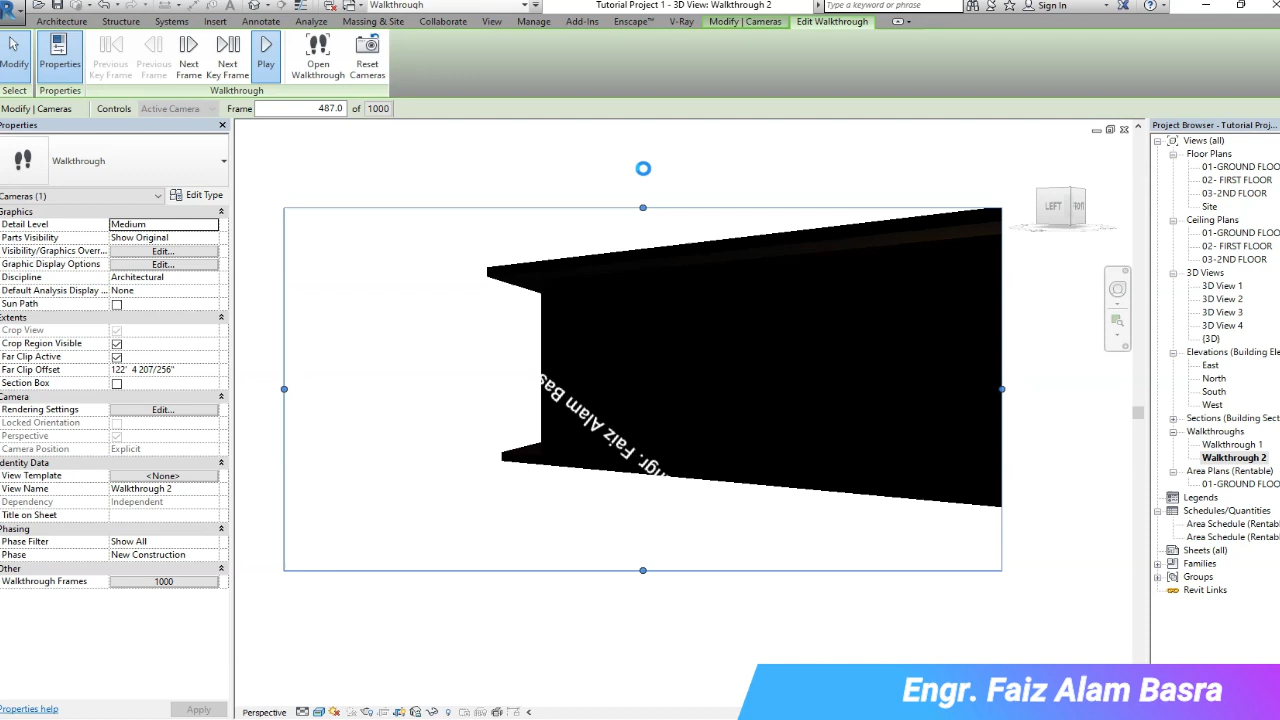 Walkthrough
Tutorial Project 1 - 3D View: Walkthrough 2
Type a keyword or phrase
Sign In
Architecture
Structure
Systems
Insert
Annotate
Analyze
Massing & Site
Collaborate
View
Manage
Add-Ins
Enscape™
V-Ray
Modify | Cameras
Edit Walkthrough
Modify
Properties
Previous Key Frame
Previous Frame
Next Frame
Next Key Frame
Play
Open Walkthrough
Reset Cameras
Select
Properties
Walkthrough
Modify | Cameras
Controls
Active Camera
Frame
487.0
of
1000
Properties
Walkthrough
Cameras (1)
Edit Type
Graphics
Detail Level
Medium
Parts Visibility
Show Original
Visibility/Graphics Over...
Edit...
Graphic Display Options
Edit...
Discipline
Architectural
Default Analysis Display ...
None
Sun Path
Extents
Crop View
Crop Region Visible
Far Clip Active
Far Clip Offset
122' 4 207/256"
Section Box
Camera
Rendering Settings
Edit...
Locked Orientation
Perspective
Camera Position
Explicit
Identity Data
View Template
<None>
View Name
Walkthrough 2
Dependency
Independent
Title on Sheet
Phasing
Phase Filter
Show All
Phase
New Construction
Other
Walkthrough Frames
1000
Properties help
Apply
LEFT
Engr. Faiz Alam Bas
Project Browser - Tutorial Proj...
Views (all)
Floor Plans
01-GROUND FLOO
02- FIRST FLOOR
03-2ND FLOOR
Site
Ceiling Plans
01-GROUND FLOO
02- FIRST FLOOR
03-2ND FLOOR
3D Views
3D View 1
3D View 2
3D View 3
3D View 4
{3D}
Elevations (Building Ele
East
North
South
West
Sections (Building Sect
Walkthroughs
Walkthrough 1
Walkthrough 2
Area Plans (Rentable)
01-GROUND FLOO
Legends
Schedules/Quantities
Area Schedule (Rentab
Area Schedule (Rentab
Sheets (all)
Families
Groups
Revit Links
Perspective
Engr. Faiz Alam Basra